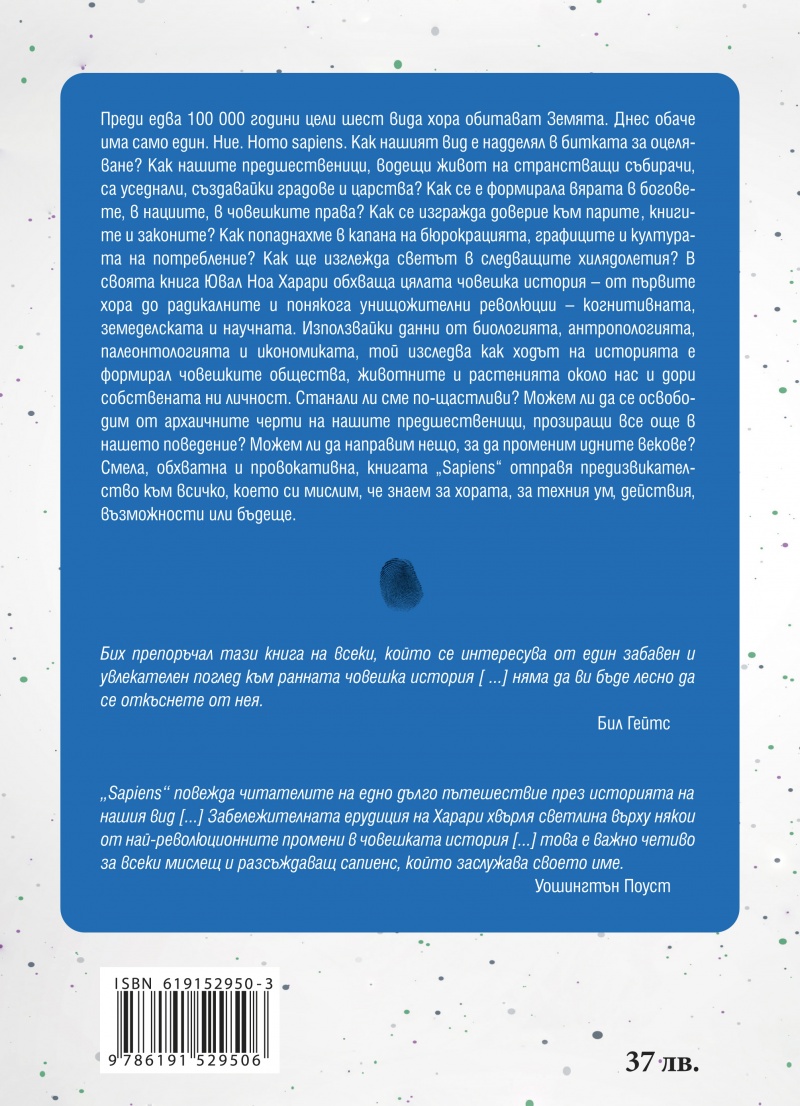 Преди едва 100 000 години цели шест вида хора обитават Земята. Днес обаче
има само един. Ние. Homo sapiens. Как нашият вид е надделял в битката за оцеля-
ване? Как нашите предшественици, водещи живот на странстващи събирачи,
са уседнали, създавайки градове и царства? Как се е формирала вярата в богове-
те, в нациите, в човешките права? Как се изгражда доверие към парите, книги-
те и законите? Как попаднахме в капана на бюрокрацията, графиците и култура-
та на потребление? Как ще изглежда светът в следващите хилядолетия? В
своята книга Ювал Ноа Харари обхваща цялата човешка история – от първите
хора до радикалните и понякога унищожителни революции – когнитивната,
земеделската и научната. Използвайки данни от биологията, антропологията,
палеонтологията и икономиката, той изследва как ходът на историята е
формирал човешките общества, животните и растенията около нас и дори
собствената ни личност. Станали ли сме по-щастливи? Можем ли да се освобо-
дим от архаичните черти на нашите предшественици, прозиращи все още в
нашето поведение? Можем ли да направим нещо, за да променим идните векове?
Смела, обхватна и провокативна, книгата „Sapiens“ отправя предизвикател-
ство към всичко, което си мислим, че знаем за хората, за техния ум, действия,
възможности или бъдеще.
Бих препоръчал тази книга на всеки, който се интересува от един забавен и
увлекателен поглед към ранната човешка история [ ...] няма да ви бъде лесно да
се откъснете от нея.
Бил Гейтс
„Sapiens“ повежда читателите на едно дълго пътешествие през историята на
нашия вид [...] Забележителната ерудиция на Харари хвърля светлина върху някои
от най-революционните промени в човешката история [...] това е важно четиво
за всеки мислещ и разсъждаващ сапиенс, който заслужава своето име.
Уошингтън Поуст
ISBN 619152950-3
9 786191 529506
37 лв.